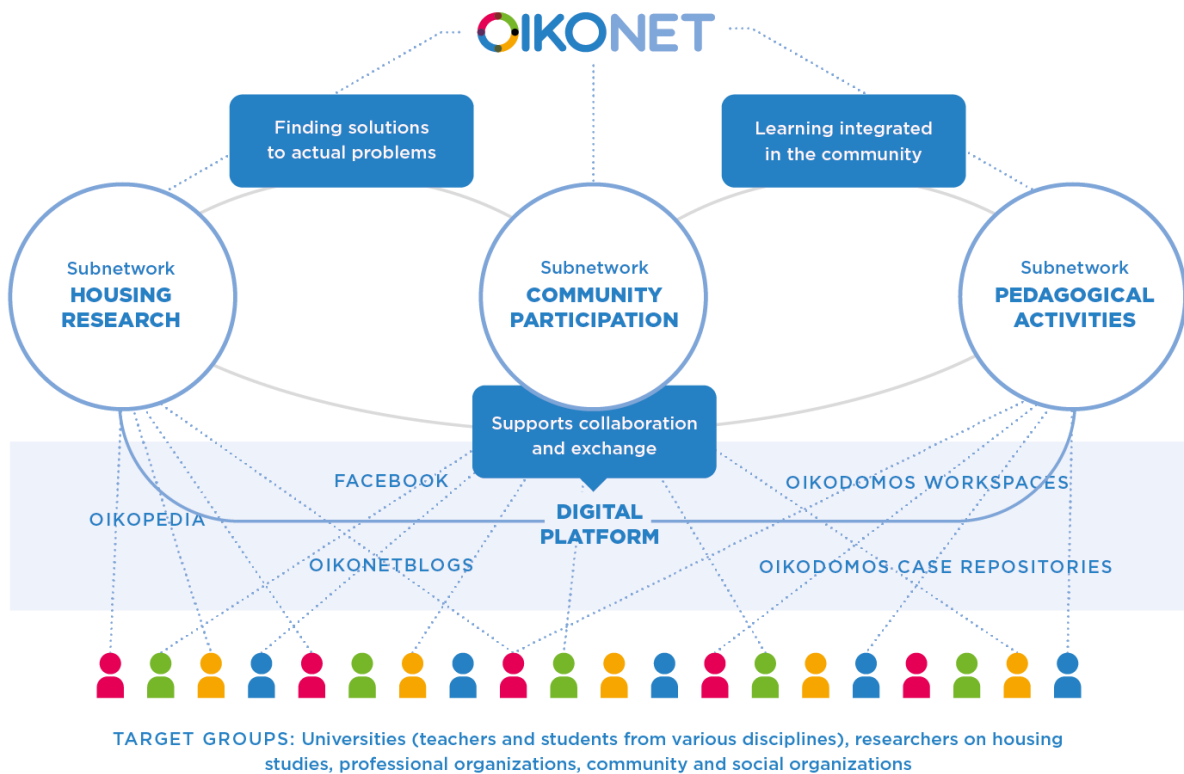 OIKONET
Finding solutions
to actual problems
Learning integrated
in the community
Subnetwork
HOUSING
RESEARCH
Subnetwork
COMMUNITY
PARTICIPATION
Subnetwork
PEDAGOGICAL
ACTIVITIES
Supports collaboration
and exchange
FACEBOOK
OIKODOMOS WORKSPACES
OIKOPEDIA
DIGITAL
PLATFORM
OIKONETBLOGS
OIKODOMOS CASE REPOSITORIES
TARGET GROUPS: Universities (teachers and students from various disciplines), researchers on housing
studies, professional organizations, community and social organizations